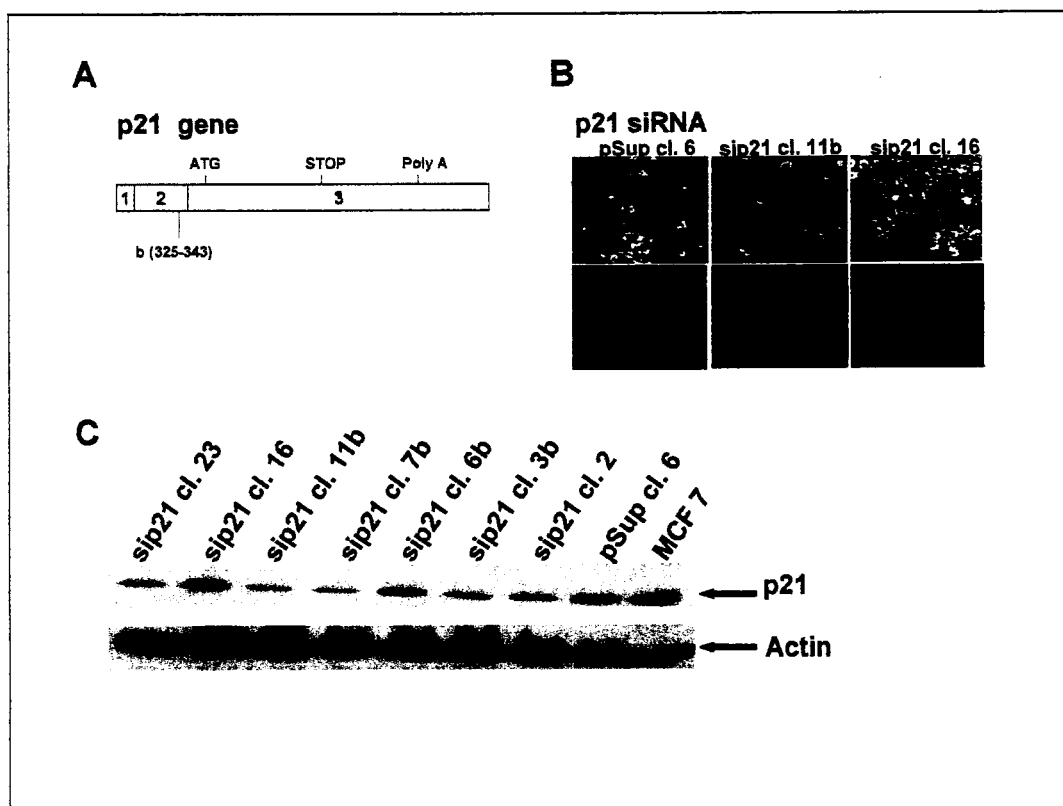 A
p21 gene
ATG STOP Poly A
1 2 3
b (325-343)
B
p21 siRNA
pSup cl. 6 sip21 cl. 11b sip21 cl. 16
C
sip21 cl. 23
sip21 cl. 16
sip21 cl. 11b
sip21 cl. 7b
sip21 cl. 6b
sip21 cl. 3b
sip21 cl. 2
pSup cl. 6
MCF 7
p21
Actin